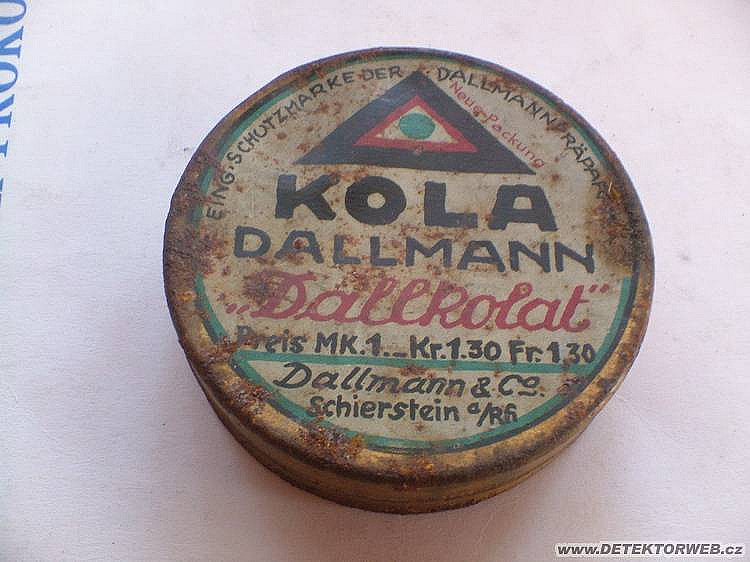 EING. SCHUTZMARKE DER DALLMANN PRÄPAR
Neue Packung
KOLA
DALLMANN
„Dallkolat“
Preis MK.1._ Kr.1.30 Fr.1.30
Dallmann & Co.
Schierstein a/Rh
www.DETEKTORWEB.cz